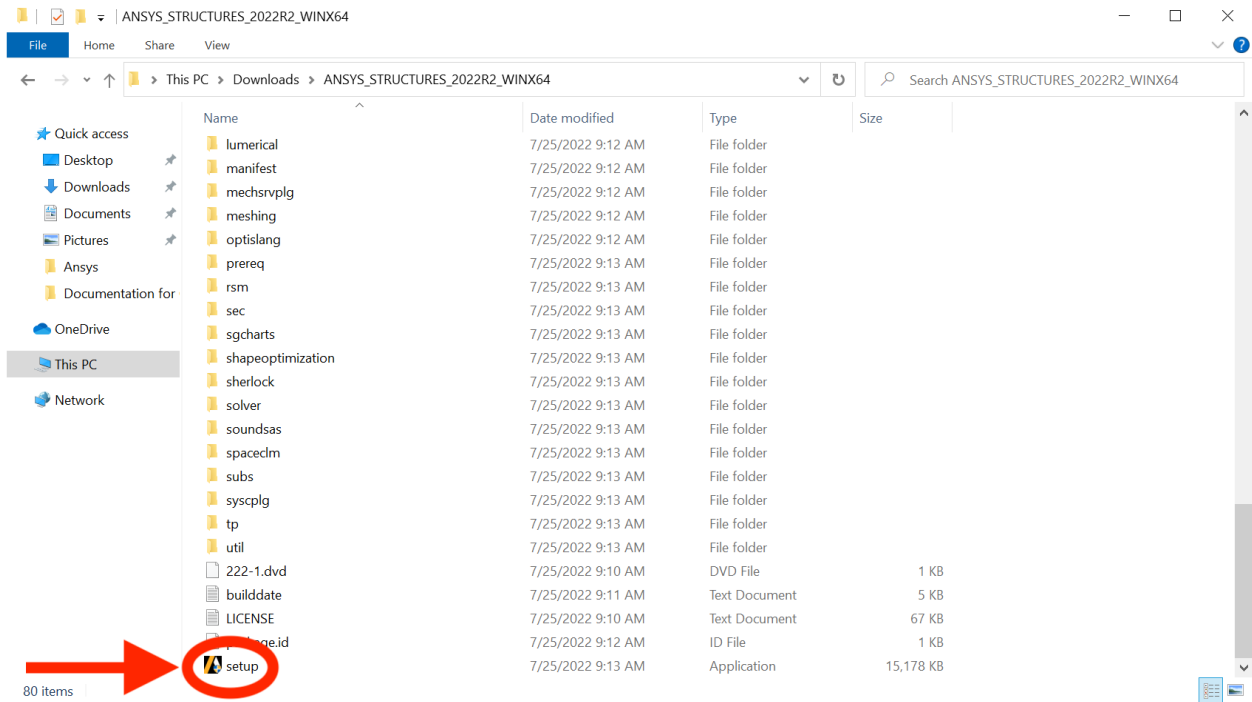 ANSYS_STRUCTURES_2022R2_WINX64
File Home Share View
This PC Downloads ANSYS_STRUCTURES_2022R2_WINX64 Search ANSYS_STRUCTURES_2022R2_WINX64
Quick access
Desktop
Downloads
Documents
Pictures
Ansys
Documentation for
OneDrive
This PC
Network
Name Date modified Type Size
lumerical 7/25/2022 9:12 AM File folder
manifest 7/25/2022 9:12 AM File folder
mechsrvplg 7/25/2022 9:12 AM File folder
meshing 7/25/2022 9:12 AM File folder
optislang 7/25/2022 9:12 AM File folder
prereq 7/25/2022 9:13 AM File folder
rsm 7/25/2022 9:13 AM File folder
sec 7/25/2022 9:13 AM File folder
sgcharts 7/25/2022 9:13 AM File folder
shapeoptimization 7/25/2022 9:13 AM File folder
sherlock 7/25/2022 9:13 AM File folder
solver 7/25/2022 9:13 AM File folder
soundsas 7/25/2022 9:13 AM File folder
spaceclm 7/25/2022 9:13 AM File folder
subs 7/25/2022 9:13 AM File folder
syscplg 7/25/2022 9:13 AM File folder
tp 7/25/2022 9:13 AM File folder
util 7/25/2022 9:13 AM File folder
222-1.dvd 7/25/2022 9:10 AM DVD File 1 KB
builddate 7/25/2022 9:11 AM Text Document 5 KB
LICENSE 7/25/2022 9:10 AM Text Document 67 KB
7/25/2022 9:12 AM ID File 1 KB
setup 7/25/2022 9:13 AM Application 15,178 KB
80 items